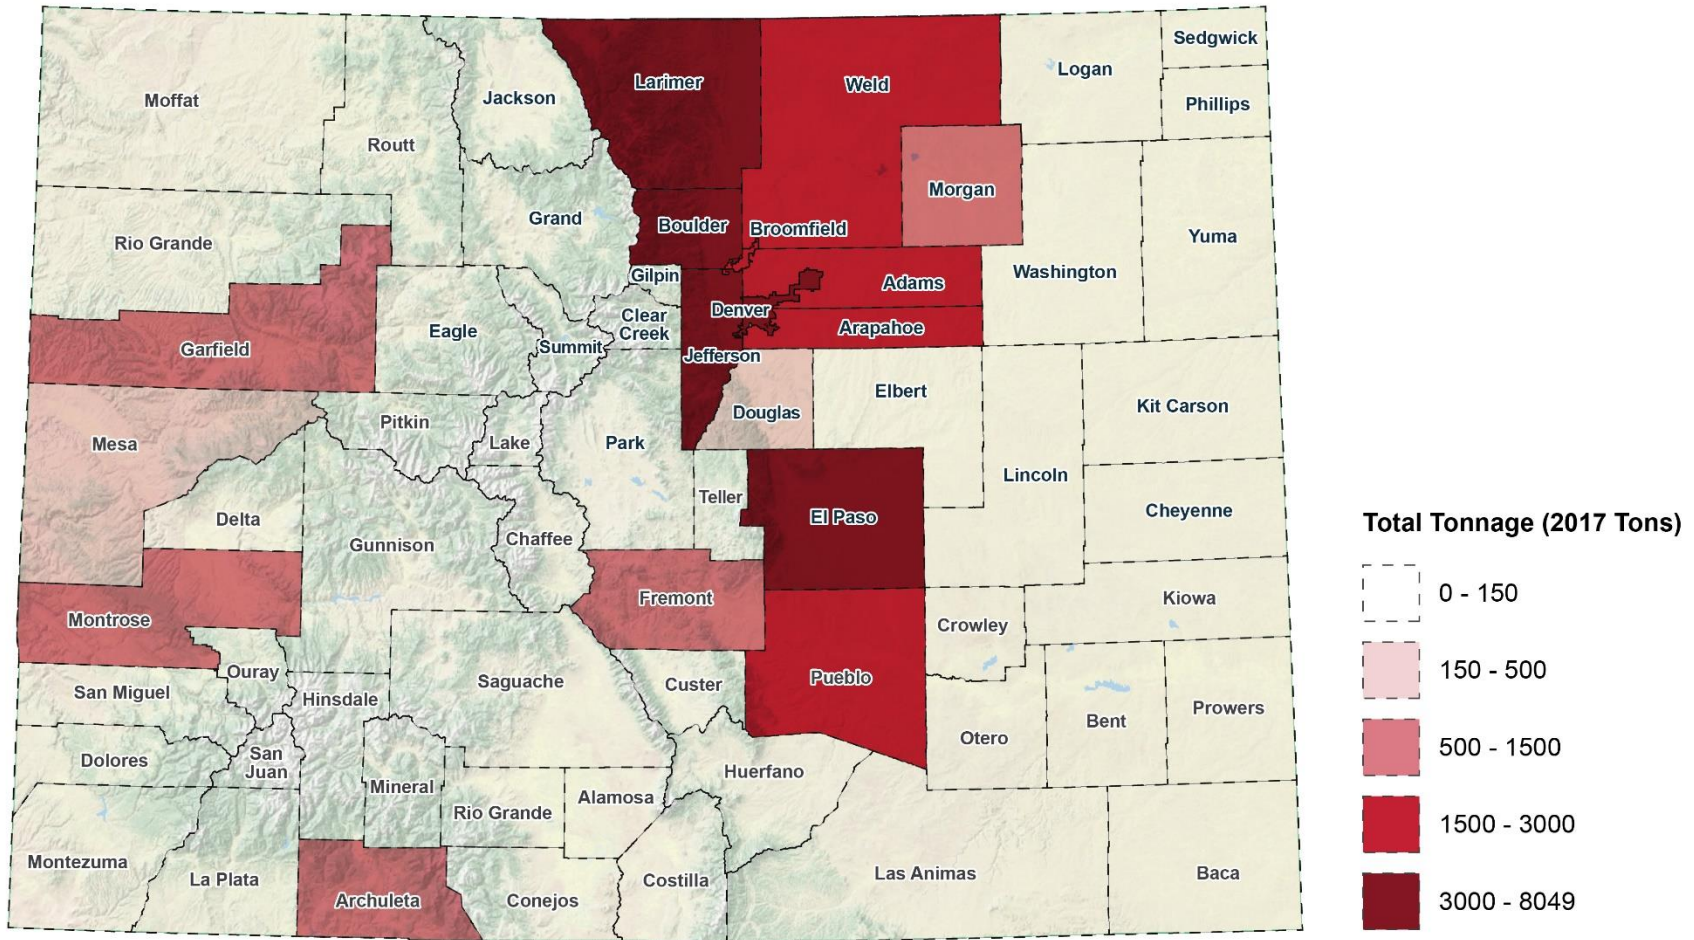 Sedgwick
Logan
Larimer
Weld
Jackson
Moffat
Phillips
Routt
Morgan
Grand
Boulder
Broomfield
Yuma
Rio Grande
Gilpin
Washington
Adams
Denver
Clear
Creek
Arapahoe
Eagle
Summit
Garfield
Jefferson
Elbert
Kit Carson
Douglas
Pitkin
Lake
Park
Mesa
Lincoln
Teller
Cheyenne
El Paso
Delta
Chaffee
Gunnison
Fremont
Kiowa
Montrose
Crowley
Ouray
Pueblo
Saguache
Custer
San Miguel
Hinsdale
Prowers
Bent
Otero
Dolores
San
Juan
Huerfano
Mineral
Alamosa
Rio Grande
Montezuma
La Plata
Costilla
Las Animas
Baca
Archuleta
Conejos
Total Tonnage (2017 Tons)
0 - 150
150 - 500
500 - 1500
1500 - 3000
3000 - 8049